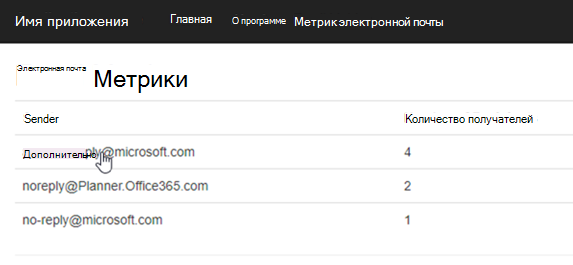 Имя приложения Главная О программе Метрик электронной почты
Электронная почта Метрики
Sender Количество получателей
Дополнительно ply@microsoft.com 4
noreply@Planner.Office365.com 2
no-reply@microsoft.com 1